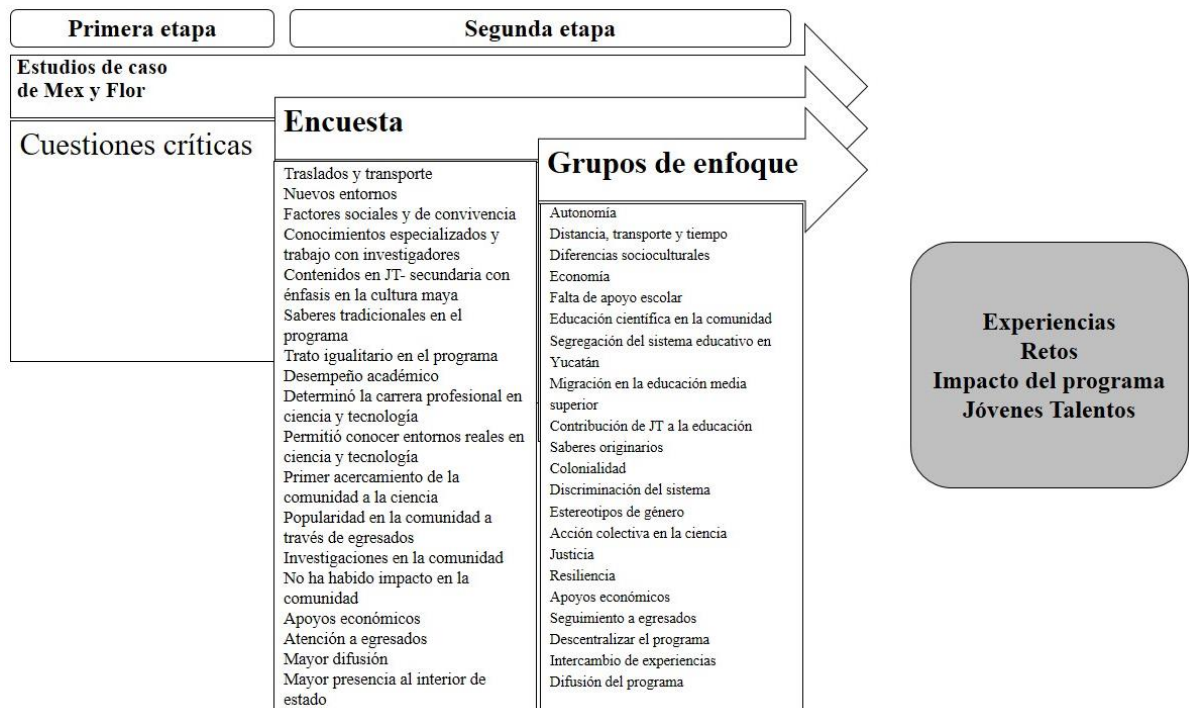 Primera etapa
Segunda etapa
Estudios de caso
de Mex y Flor
Cuestiones críticas
Encuesta
Traslados y transporte
Nuevos entornos
Factores sociales y de convivencia
Conocimientos especializados y
trabajo con investigadores
Contenidos en JT- secundaria con
énfasis en la cultura maya
Saberes tradicionales en el
programa
Trato igualitario en el programa
Desempeño académico
Determinó la carrera profesional en
ciencia y tecnología
Permitió conocer entornos reales en
ciencia y tecnología
Primer acercamiento de la
comunidad a la ciencia
Popularidad en la comunidad a
través de egresados
Investigaciones en la comunidad
No ha habido impacto en la
comunidad
Apoyos económicos
Atención a egresados
Mayor difusión
Mayor presencia al interior de
estado
Grupos de enfoque
Autonomía
Distancia, transporte y tiempo
Diferencias socioculturales
Economía
Falta de apoyo escolar
Educación científica en la comunidad
Segregación del sistema educativo en
Yucatán
Migración en la educación media
superior
Contribución de JT a la educación
Saberes originarios
Colonialidad
Discriminación del sistema
Estereotipos de género
Acción colectiva en la ciencia
Justicia
Resiliencia
Apoyos económicos
Seguimiento a egresados
Descentralizar el programa
Intercambio de experiencias
Difusión del programa
Experiencias
Retos
Impacto del programa
Jóvenes Talentos